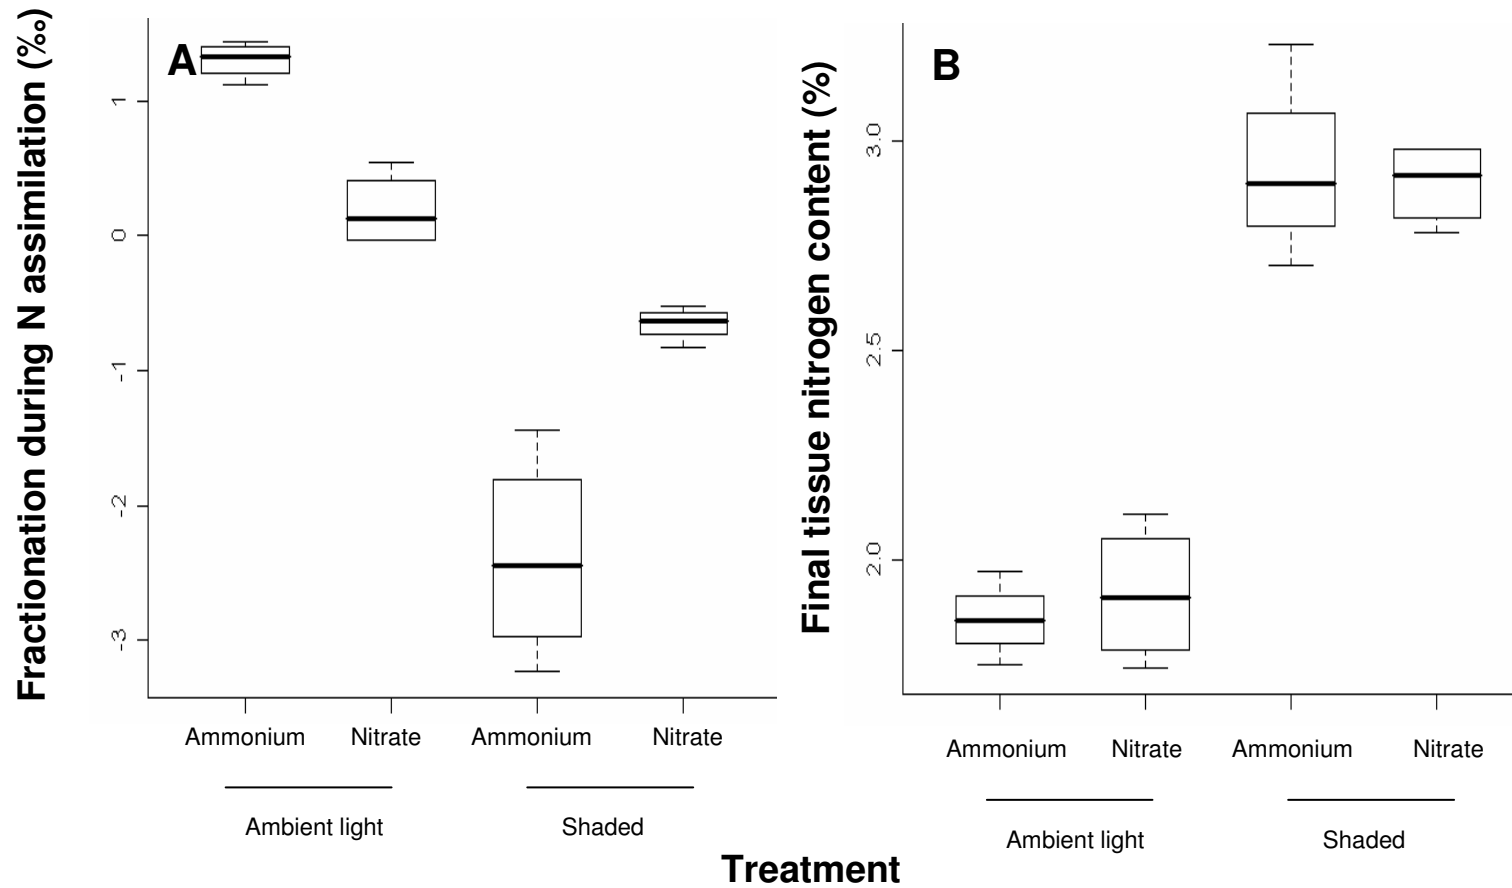 Fractionation during N assimilation (‰)
A
1
0
-1
-2
-3
Ammonium Nitrate Ammonium Nitrate
Ambient light Shaded
Final tissue nitrogen content (%)
B
3.0
2.5
2.0
Ammonium Nitrate Ammonium Nitrate
Ambient light Shaded
Treatment